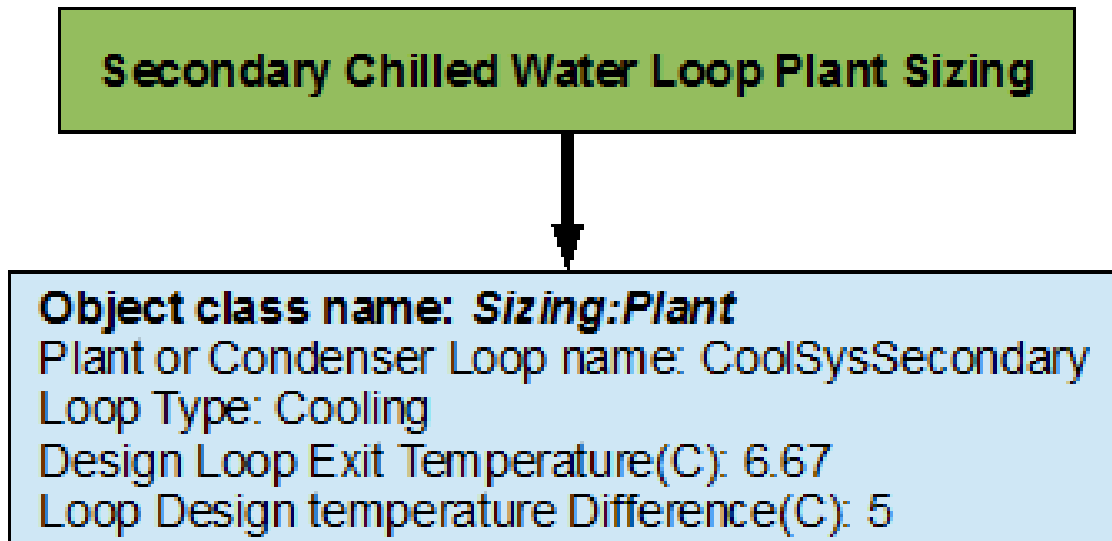 Secondary Chilled Water Loop Plant Sizing
Object class name: Sizing:Plant
Plant or Condenser Loop name: CoolSysSecondary
Loop Type: Cooling
Design Loop Exit Temperature(C): 6.67
Loop Design temperature Difference(C): 5